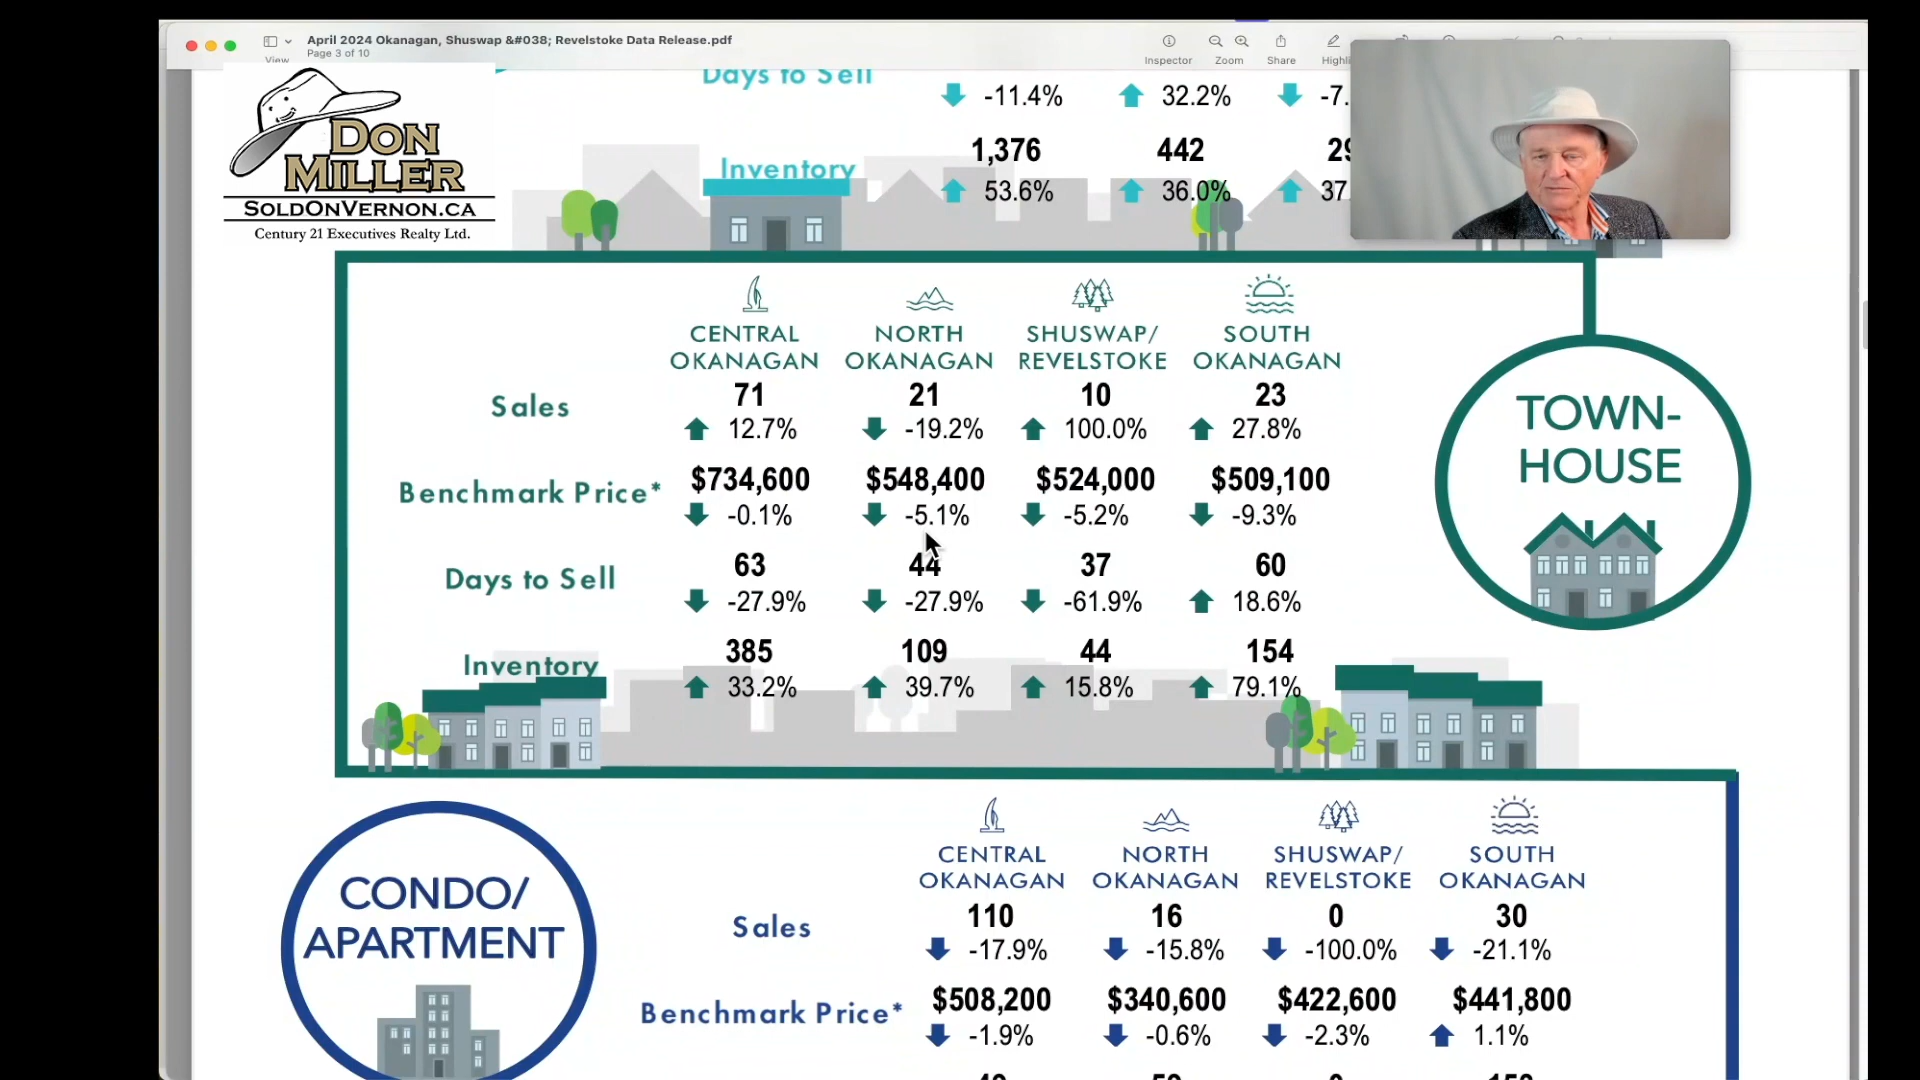 April 2024 Okanagan, Shuswap &#038; Revelstoke Data Release.pdf
Page 3 of 10
View
Inspector
Zoom
Share
DON
MILLER
SOLDONVERNON.CA
Century 21 Executives Realty Ltd.
Days to Sell
-11.4% 32.2% -7.
1,376 442 29
Inventory
53.6% 36.0% 37.
CENTRAL OKANAGAN
NORTH OKANAGAN
SHUSWAP/ REVELSTOKE
SOUTH OKANAGAN
Sales
71 21 10 23
12.7% -19.2% 100.0% 27.8%
Benchmark Price*
$734,600 $548,400 $524,000 $509,100
-0.1% -5.1% -5.2% -9.3%
Days to Sell
63 44 37 60
-27.9% -27.9% -61.9% 18.6%
Inventory
385 109 44 154
33.2% 39.7% 15.8% 79.1%
TOWN-
HOUSE
CONDO/
APARTMENT
CENTRAL OKANAGAN
NORTH OKANAGAN
SHUSWAP/ REVELSTOKE
SOUTH OKANAGAN
Sales
110 16 0 30
-17.9% -15.8% -100.0% -21.1%
Benchmark Price*
$508,200 $340,600 $422,600 $441,800
-1.9% -0.6% -2.3% 1.1%